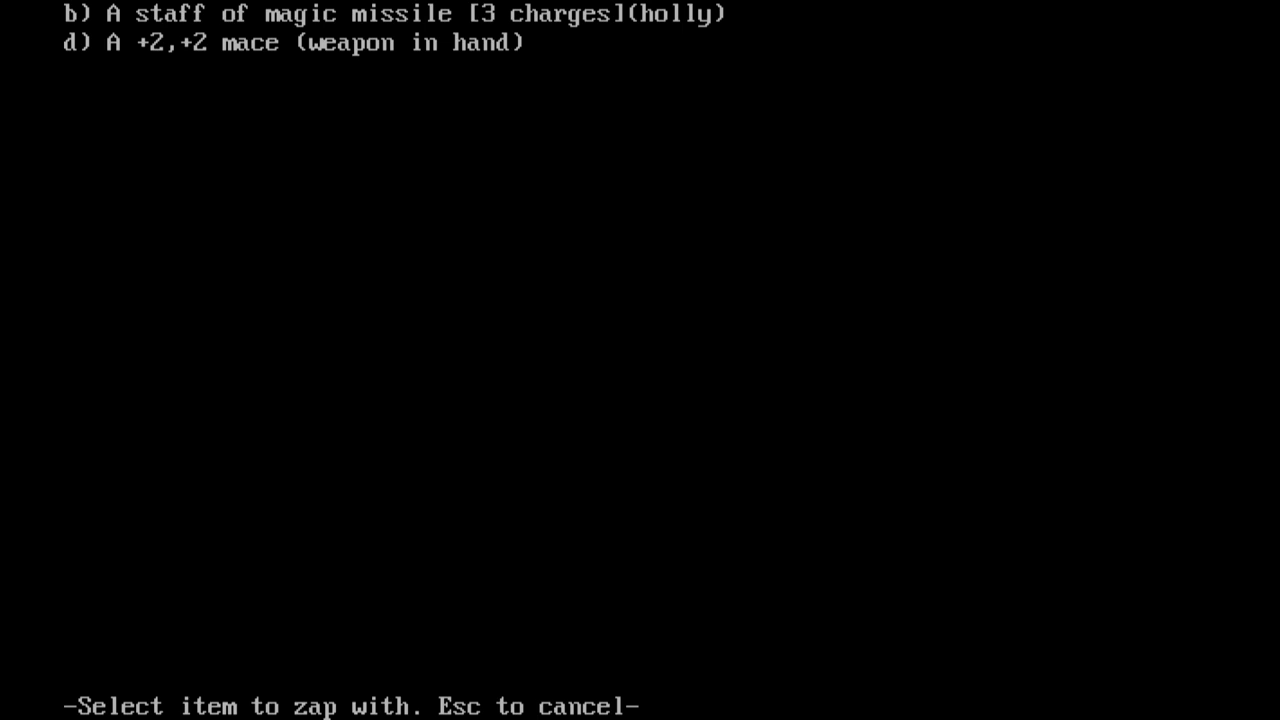 b) A staff of magic missile [3 charges](holly)
d) A +2,+2 mace (weapon in hand)
-Select item to zap with. Esc to cancel-